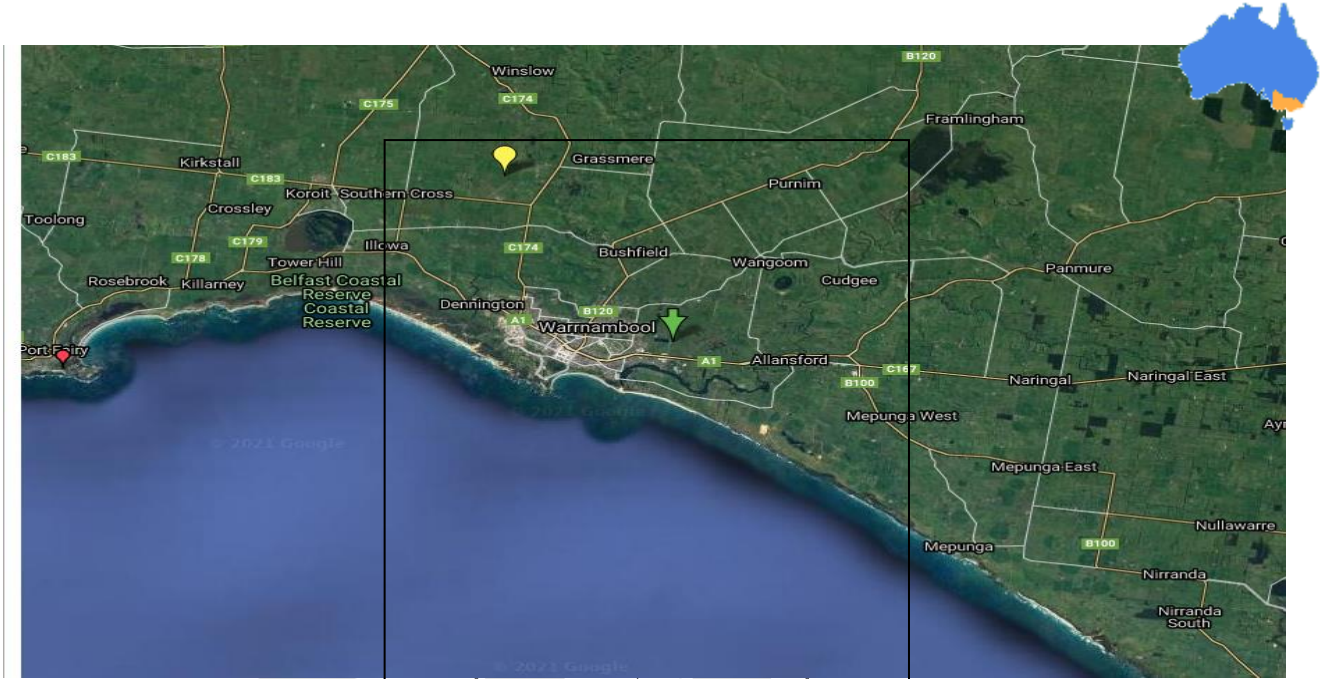 B120
Winslow
C174
C175
Framlingham
C183
Kirkstall
Grassmere
C183
Purnim
Koroit
Southern Cross
Crossley
Toolong
C179
Illowa
C174
Bushfield
C178
Tower Hill
Wangoom
Panmure
Rosebrook
Killarney
Belfast Coastal
Reserve
Coastal
Reserve
Cudgee
Dennington
A1
B120
Warrnambool
Port Fairy
A1
Allansford
C167
B100
Naringal
Naringal East
© 2021 Google
Mepunga West
© 2021 Google
Mepunga East
Nullawarre
Mepunga
B100
Nirranda
Nirranda
South
© 2021 Google